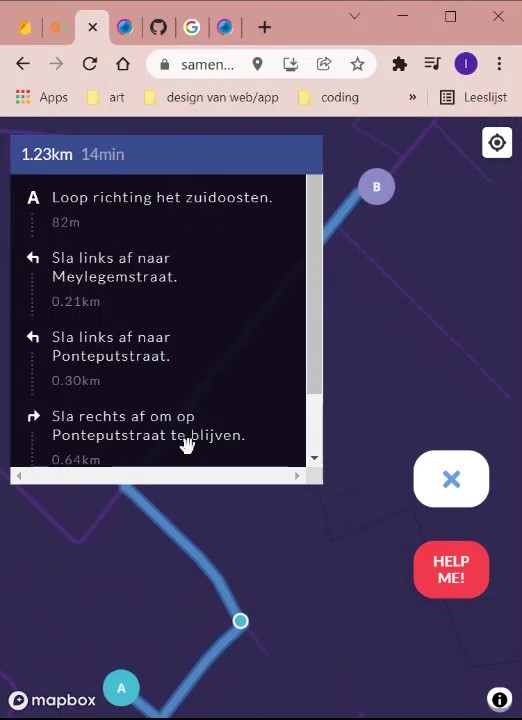 samen...
I
Apps
art
design van web/app
coding
»
Leeslijst
1.23km 14min
A Loop richting het zuidoosten.
82m
Sla links af naar
Meylegemstraat.
0.21km
Sla links af naar
Ponteputstraat.
0.30km
Sla rechts af om op
Ponteputstraat te blijven.
0.64km
B
HELP
ME!
A
mapbox